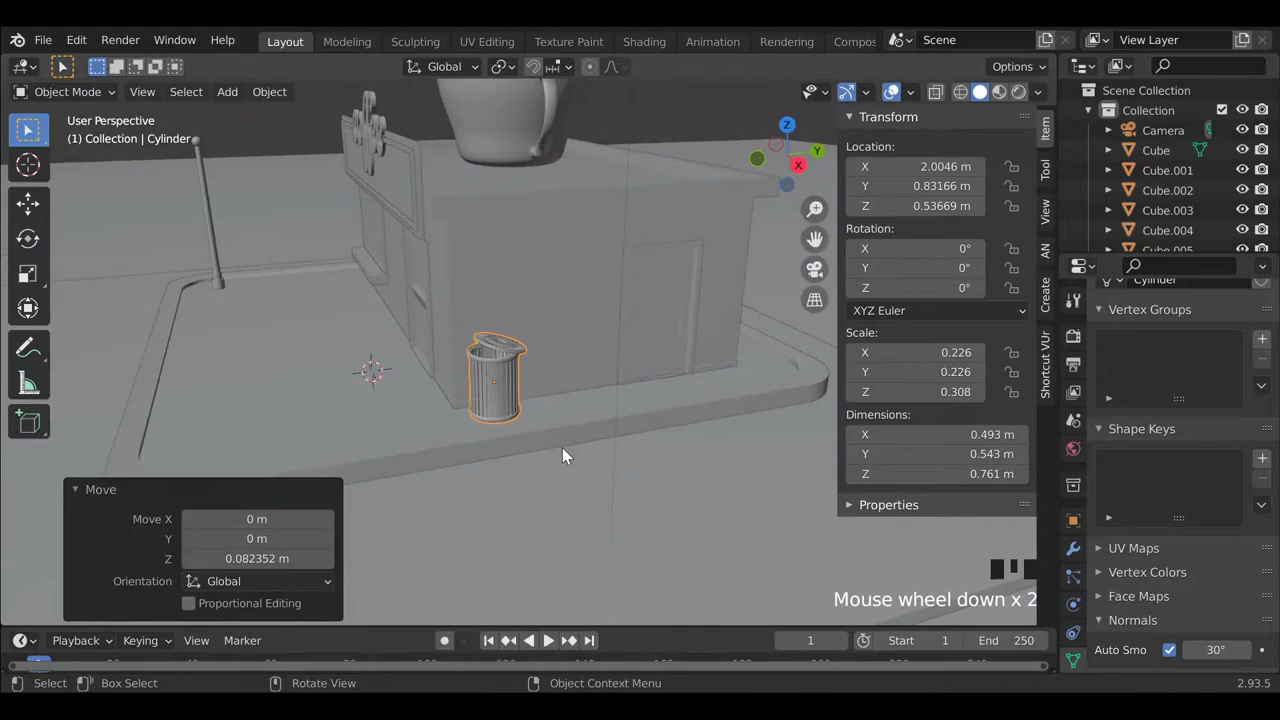 File Edit Render Window Help Layout Modeling Sculpting UV Editing Texture Paint Shading Animation Rendering Compos Scene View Layer
Global Options
Object Mode View Select Add Object
User Perspective
(1) Collection | Cylinder
Z
Y
X
Transform
Location:
X 2.0046 m
Y 0.83166 m
Z 0.53669 m
Rotation:
X 0°
Y 0°
Z 0°
XYZ Euler
Scale:
X 0.226
Y 0.226
Z 0.308
Dimensions:
X 0.493 m
Y 0.543 m
Z 0.761 m
Properties
Item
Tool
View
AN
Create
Shortcut VUr
Scene Collection
Collection
Camera
Cube
Cube.001
Cube.002
Cube.003
Cube.004
Cube.005
Cylinder
Vertex Groups
Shape Keys
UV Maps
Vertex Colors
Face Maps
Normals
Auto Smo 30°
Move
Move X 0 m
Y 0 m
Z 0.082352 m
Orientation Global
Proportional Editing
Mouse wheel down x 2
Playback Keying View Marker 1 Start 1 End 250
Select Box Select Rotate View Object Context Menu 2.93.5